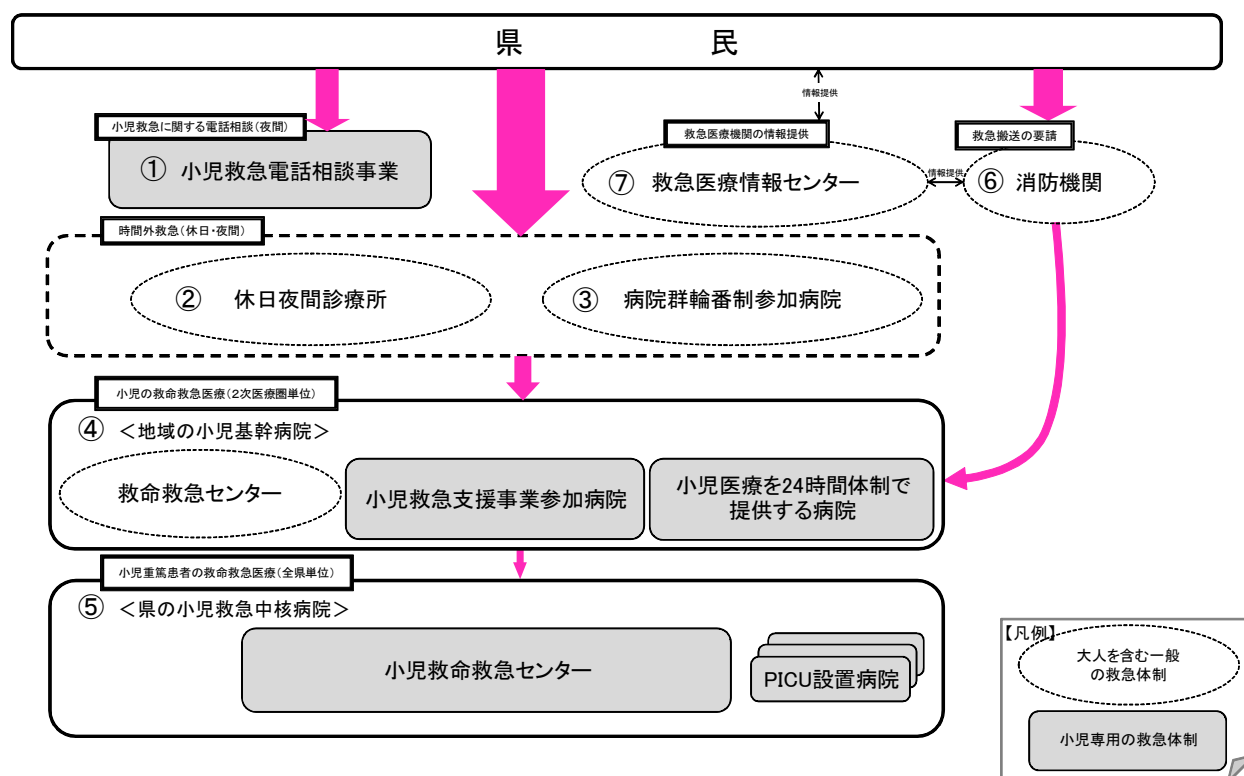 県民
情報提供
小児救急に関する電話相談(夜間)
① 小児救急電話相談事業
救急医療機関の情報提供
⑦ 救急医療情報センター
情報提供
救急搬送の要請
⑥ 消防機関
時間外救急(休日・夜間)
② 休日夜間診療所
③ 病院群輪番制参加病院
小児の救命救急医療(2次医療圏単位)
④ <地域の小児基幹病院>
救命救急センター
小児救急支援事業参加病院
小児医療を24時間体制で
提供する病院
小児重篤患者の救命救急医療(全県単位)
⑤ <県の小児救急中核病院>
小児救命救急センター
PICU設置病院
【凡例】
大人を含む一般
の救急体制
小児専用の救急体制